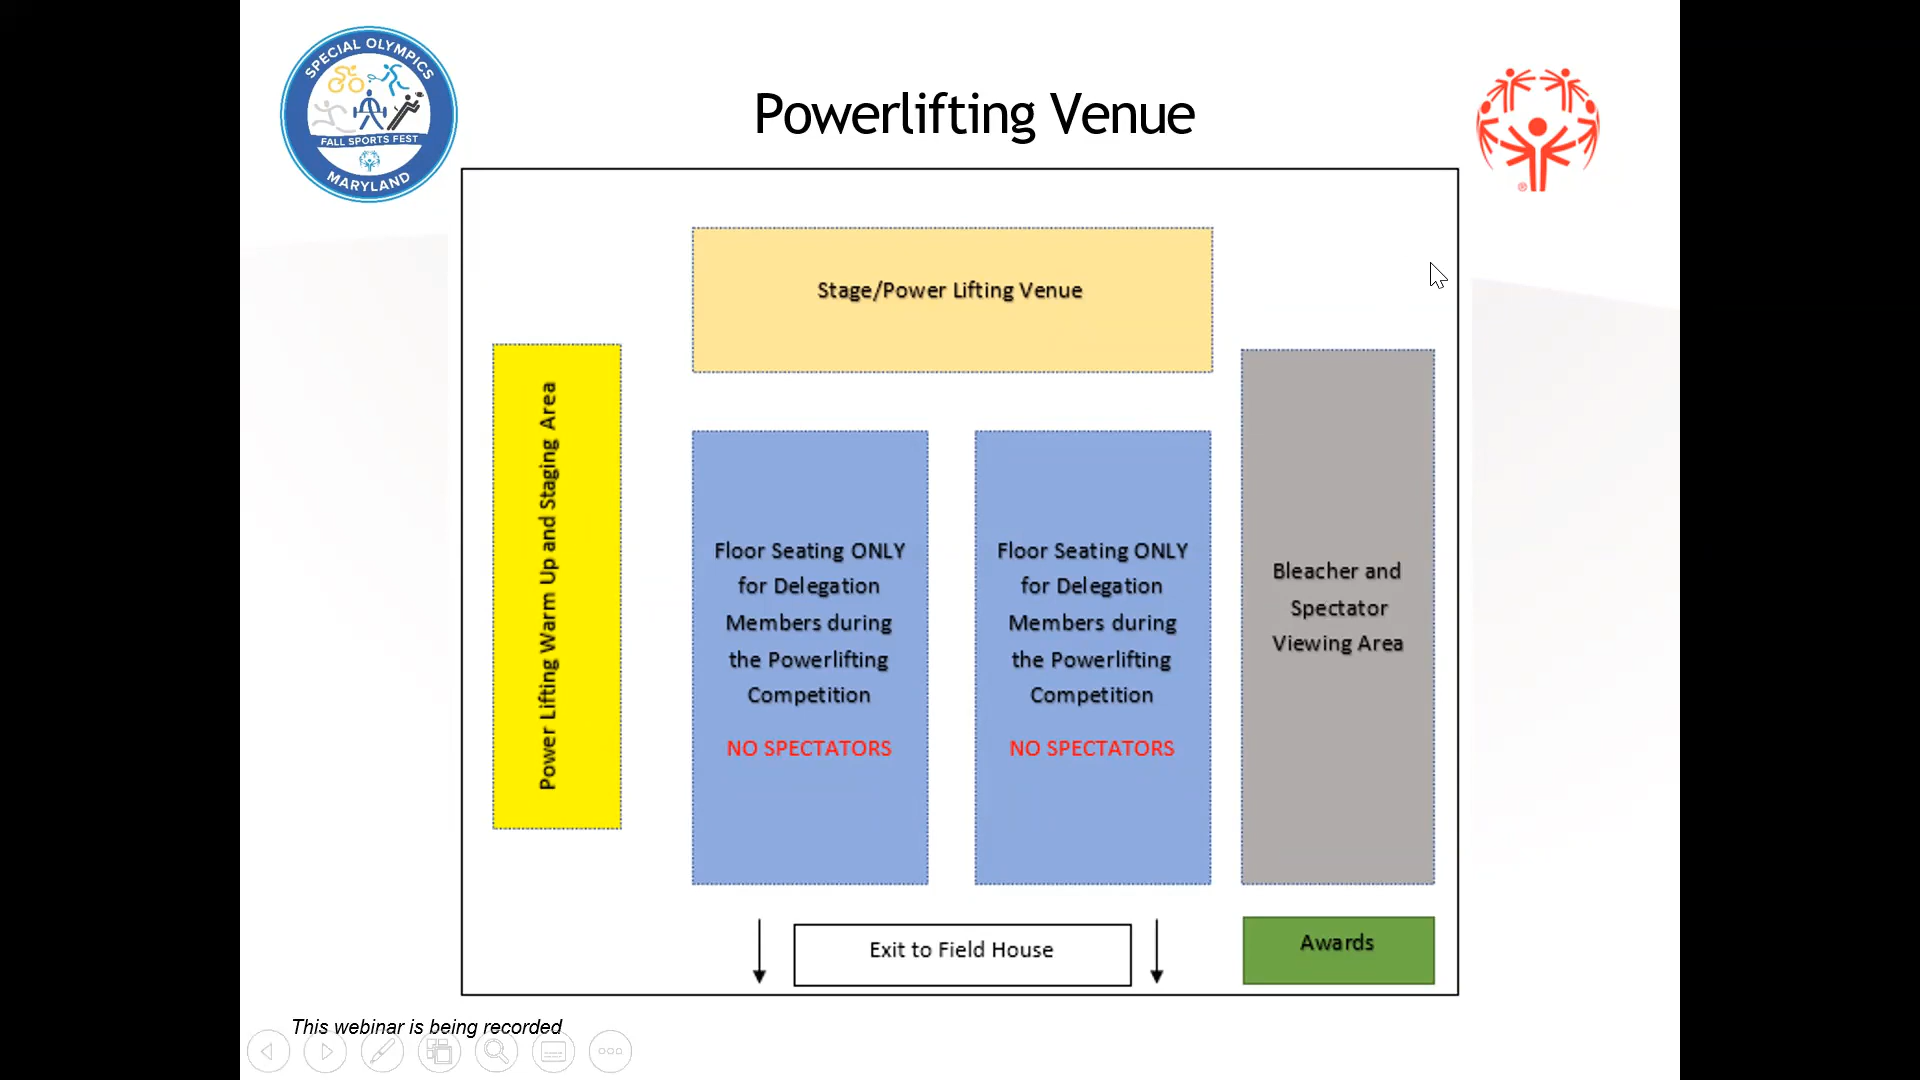 SPECIAL OLYMPICS
FALL SPORTS FEST
MARYLAND
Powerlifting Venue
®
Stage/Power Lifting Venue
Power Lifting Warm Up and Staging Area
Floor Seating ONLY
for Delegation
Members during
the Powerlifting
Competition
NO SPECTATORS
Floor Seating ONLY
for Delegation
Members during
the Powerlifting
Competition
NO SPECTATORS
Bleacher and
Spectator
Viewing Area
Exit to Field House
Awards
This webinar is being recorded